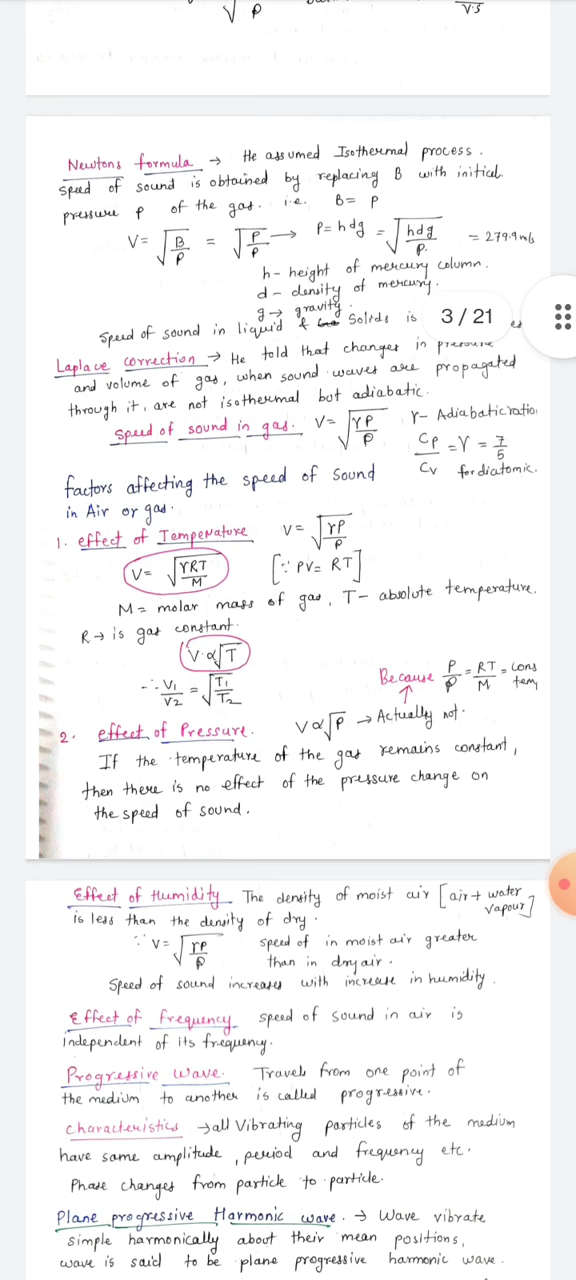 √ρ
V·S
Newtons formula → He assumed Isothermal process.
Speed of sound is obtained by replacing B with initial
pressure P of the gas. i.e. B = P
V = √B/ρ = √P/ρ → P = hdg = √hdg/ρ. = 279.9 m/s
h - height of mercury column.
d - density of mercury.
g → gravity.
Speed of sound in liquid & Solids is
3/21
Laplace correction → He told that changes in pressure
and volume of gas, when sound waves are propagated
through it, are not isothermal but adiabatic.
Speed of sound in gas. V = √γP/ρ γ - Adiabatic ratio
Cp/Cv = γ = 7/5 for diatomic.
factors affecting the speed of Sound
in Air or gas.
1. effect of Temperature V = √γP/ρ
V = √γRT/M [∵ PV = RT]
M = molar mass of gas, T - absolute temperature.
R → is gas constant.
V ∝ √T
∴ V1/V2 = √T1/T2
Because P/ρ = RT/M = cons tem,
2. effect of Pressure. V ∝ √P → Actually not.
If the temperature of the gas remains constant,
then there is no effect of the pressure change on
the speed of sound.
Effect of Humidity The density of moist air [air + water vapour]
is less than the density of dry.
∵ V = √γP/ρ speed of in moist air greater
than in dry air.
Speed of sound increases with increase in humidity.
Effect of frequency speed of sound in air is
independent of its frequency.
Progressive wave. Travels from one point of
the medium to another is called progressive.
characteristics → all Vibrating particles of the medium
have same amplitude, period and frequency etc.
Phase changes from particle to particle.
Plane progressive Harmonic wave. → Wave vibrate
simple harmonically about their mean positions,
wave is said to be plane progressive harmonic wave.